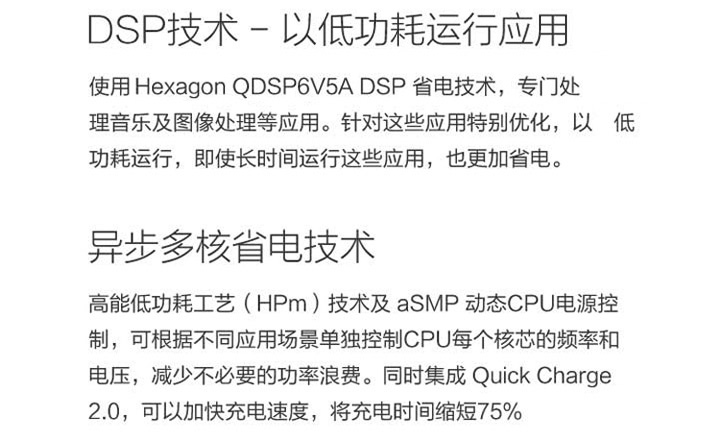 DSP技术 – 以低功耗运行应用
使用Hexagon QDSP6V5A DSP 省电技术，专门处
理音乐及图像处理等应用。针对这些应用特别优化，以 低
功耗运行，即使长时间运行这些应用，也更加省电。
异步多核省电技术
高能低功耗工艺（HPm）技术及 aSMP 动态CPU电源控
制，可根据不同应用场景单独控制CPU每个核芯的频率和
电压，减少不必要的功率浪费。同时集成 Quick Charge
2.0，可以加快充电速度，将充电时间缩短75%